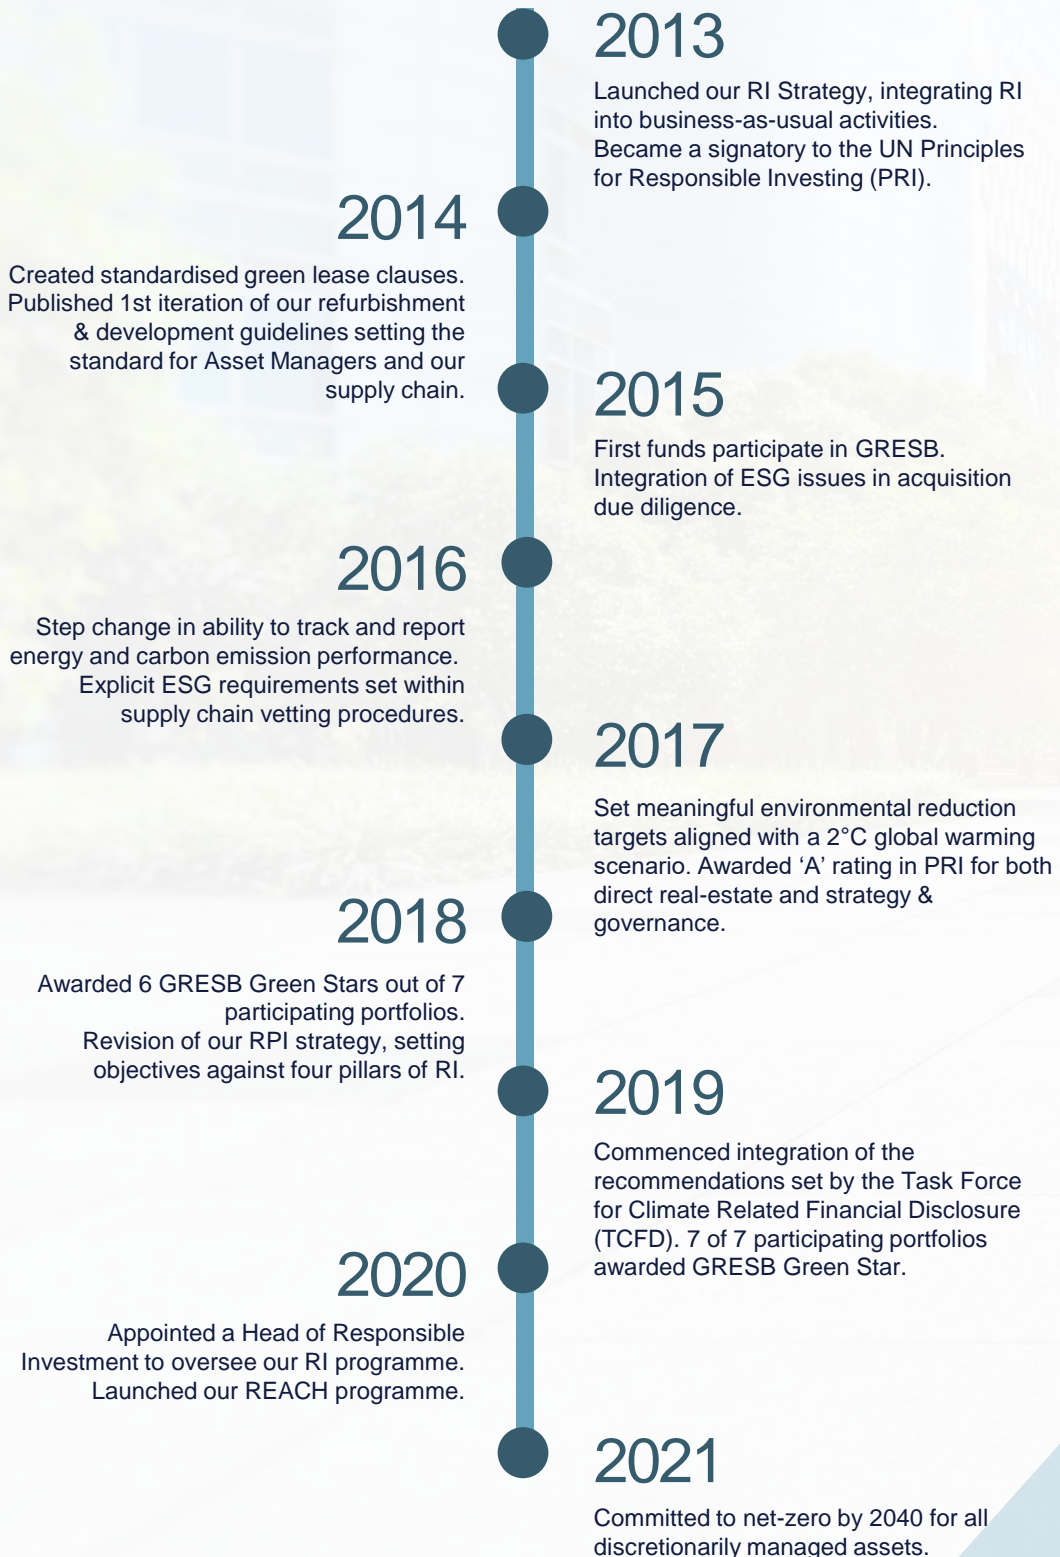 2013
Launched our RI Strategy, integrating RI
into business-as-usual activities.
Became a signatory to the UN Principles
for Responsible Investing (PRI).
2014
Created standardised green lease clauses.
Published 1st iteration of our refurbishment
& development guidelines setting the
standard for Asset Managers and our
supply chain.
2015
First funds participate in GRESB.
Integration of ESG issues in acquisition
due diligence.
2016
Step change in ability to track and report
energy and carbon emission performance.
Explicit ESG requirements set within
supply chain vetting procedures.
2017
Set meaningful environmental reduction
targets aligned with a 2°C global warming
scenario. Awarded ‘A’ rating in PRI for both
direct real-estate and strategy &
governance.
2018
Awarded 6 GRESB Green Stars out of 7
participating portfolios.
Revision of our RPI strategy, setting
objectives against four pillars of RI.
2019
Commenced integration of the
recommendations set by the Task Force
for Climate Related Financial Disclosure
(TCFD). 7 of 7 participating portfolios
awarded GRESB Green Star.
2020
Appointed a Head of Responsible
Investment to oversee our RI programme.
Launched our REACH programme.
2021
Committed to net-zero by 2040 for all
discretionarily managed assets.